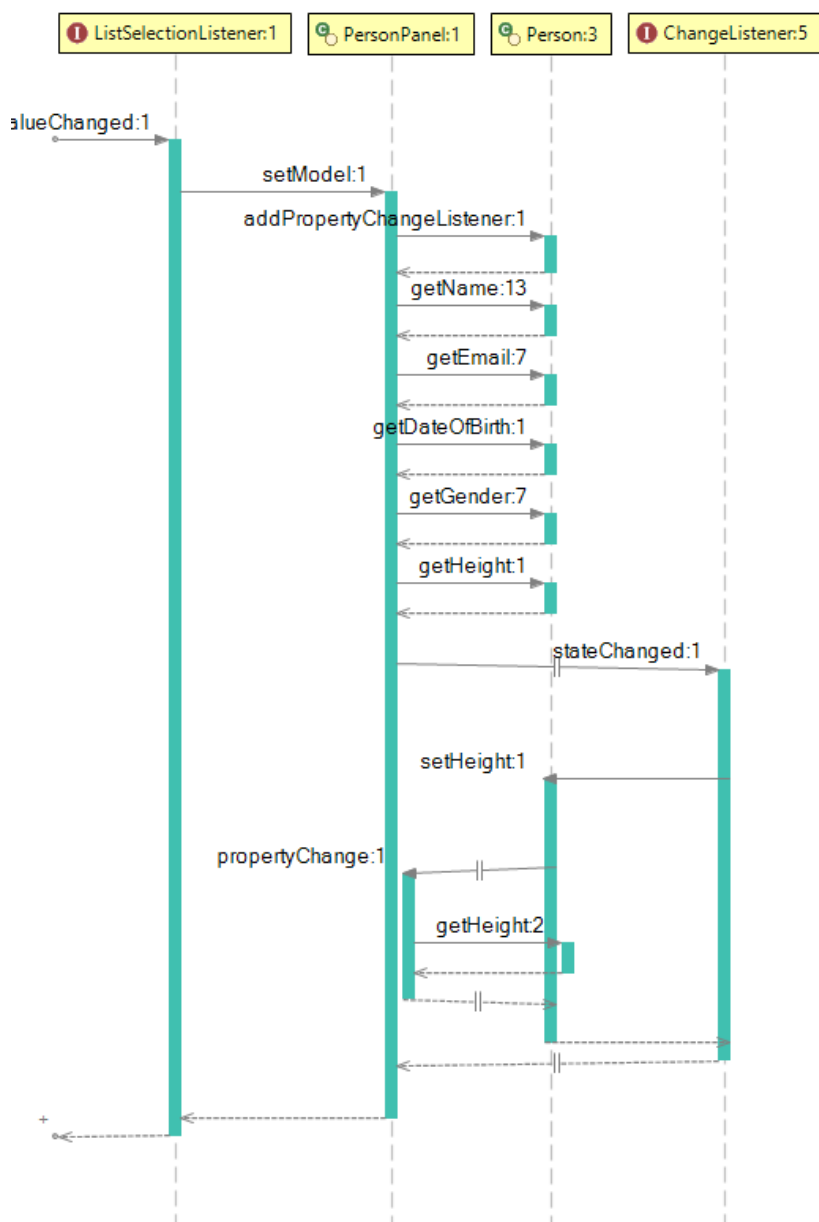 I ListSelectionListener:1
C PersonPanel:1
C Person:3
I ChangeListener:5
alueChanged:1
setModel:1
addPropertyChangeListener:1
getName:13
getEmail:7
getDateOfBirth:1
getGender:7
getHeight:1
stateChanged:1
setHeight:1
propertyChange:1
getHeight:2
+